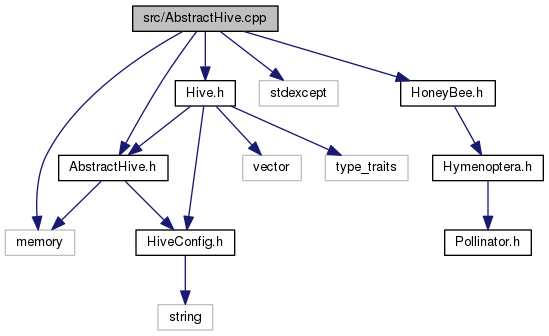 src/AbstractHive.cpp
Hive.h
stdexcept
HoneyBee.h
AbstractHive.h
vector
type_traits
Hymenoptera.h
memory
HiveConfig.h
Pollinator.h
string